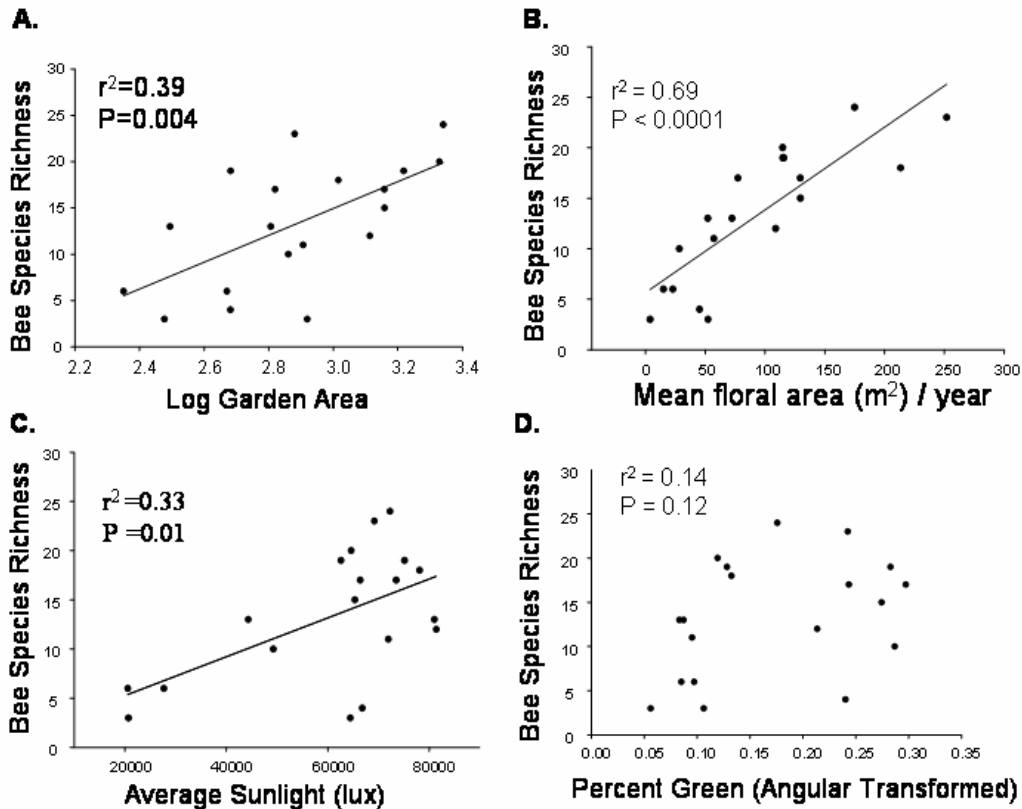 A.
r²=0.39
P=0.004
Bee Species Richness
30
25
20
15
10
5
0
2.2 2.4 2.6 2.8 3.0 3.2 3.4
Log Garden Area
B.
r² = 0.69
P < 0.0001
Bee Species Richness
30
25
20
15
10
5
0
0 50 100 150 200 250 300
Mean floral area (m²) / year
C.
r² =0.33
P =0.01
Bee Species Richness
30
25
20
15
10
5
0
20000 40000 60000 80000
Average Sunlight (lux)
D.
r² = 0.14
P = 0.12
Bee Species Richness
30
25
20
15
10
5
0
0.00 0.05 0.10 0.15 0.20 0.25 0.30 0.35
Percent Green (Angular Transformed)